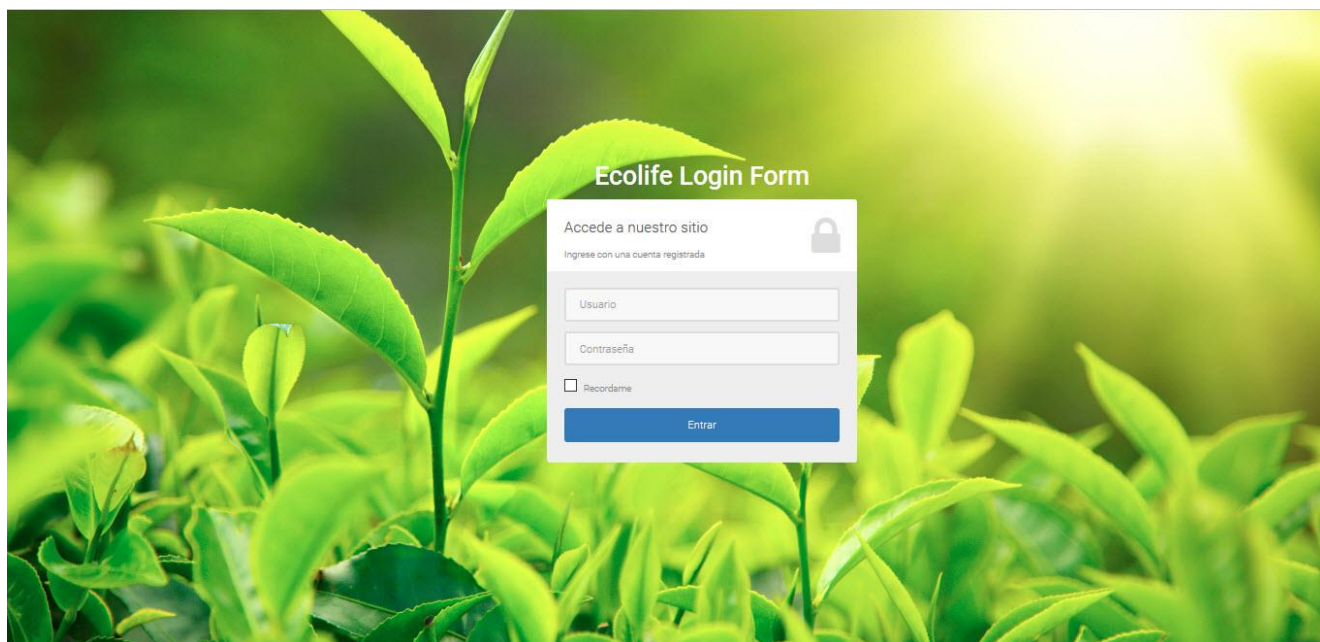 Ecolife Login Form
Accede a nuestro sitio
Ingrese con una cuenta registrada
Usuario
Contraseña
Recordame
Entrar